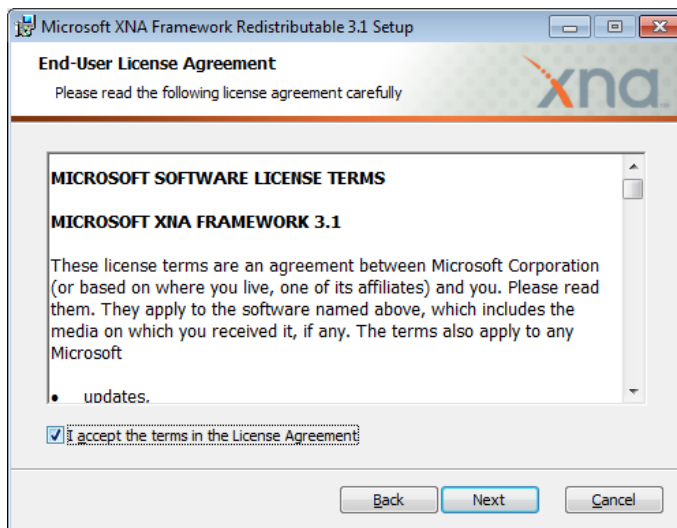 Microsoft XNA Framework Redistributable 3.1 Setup
End-User License Agreement
Please read the following license agreement carefully
xna
MICROSOFT SOFTWARE LICENSE TERMS
MICROSOFT XNA FRAMEWORK 3.1
These license terms are an agreement between Microsoft Corporation
(or based on where you live, one of its affiliates) and you. Please read
them. They apply to the software named above, which includes the
media on which you received it, if any. The terms also apply to any
Microsoft
• updates,
I accept the terms in the License Agreement
Back Next Cancel